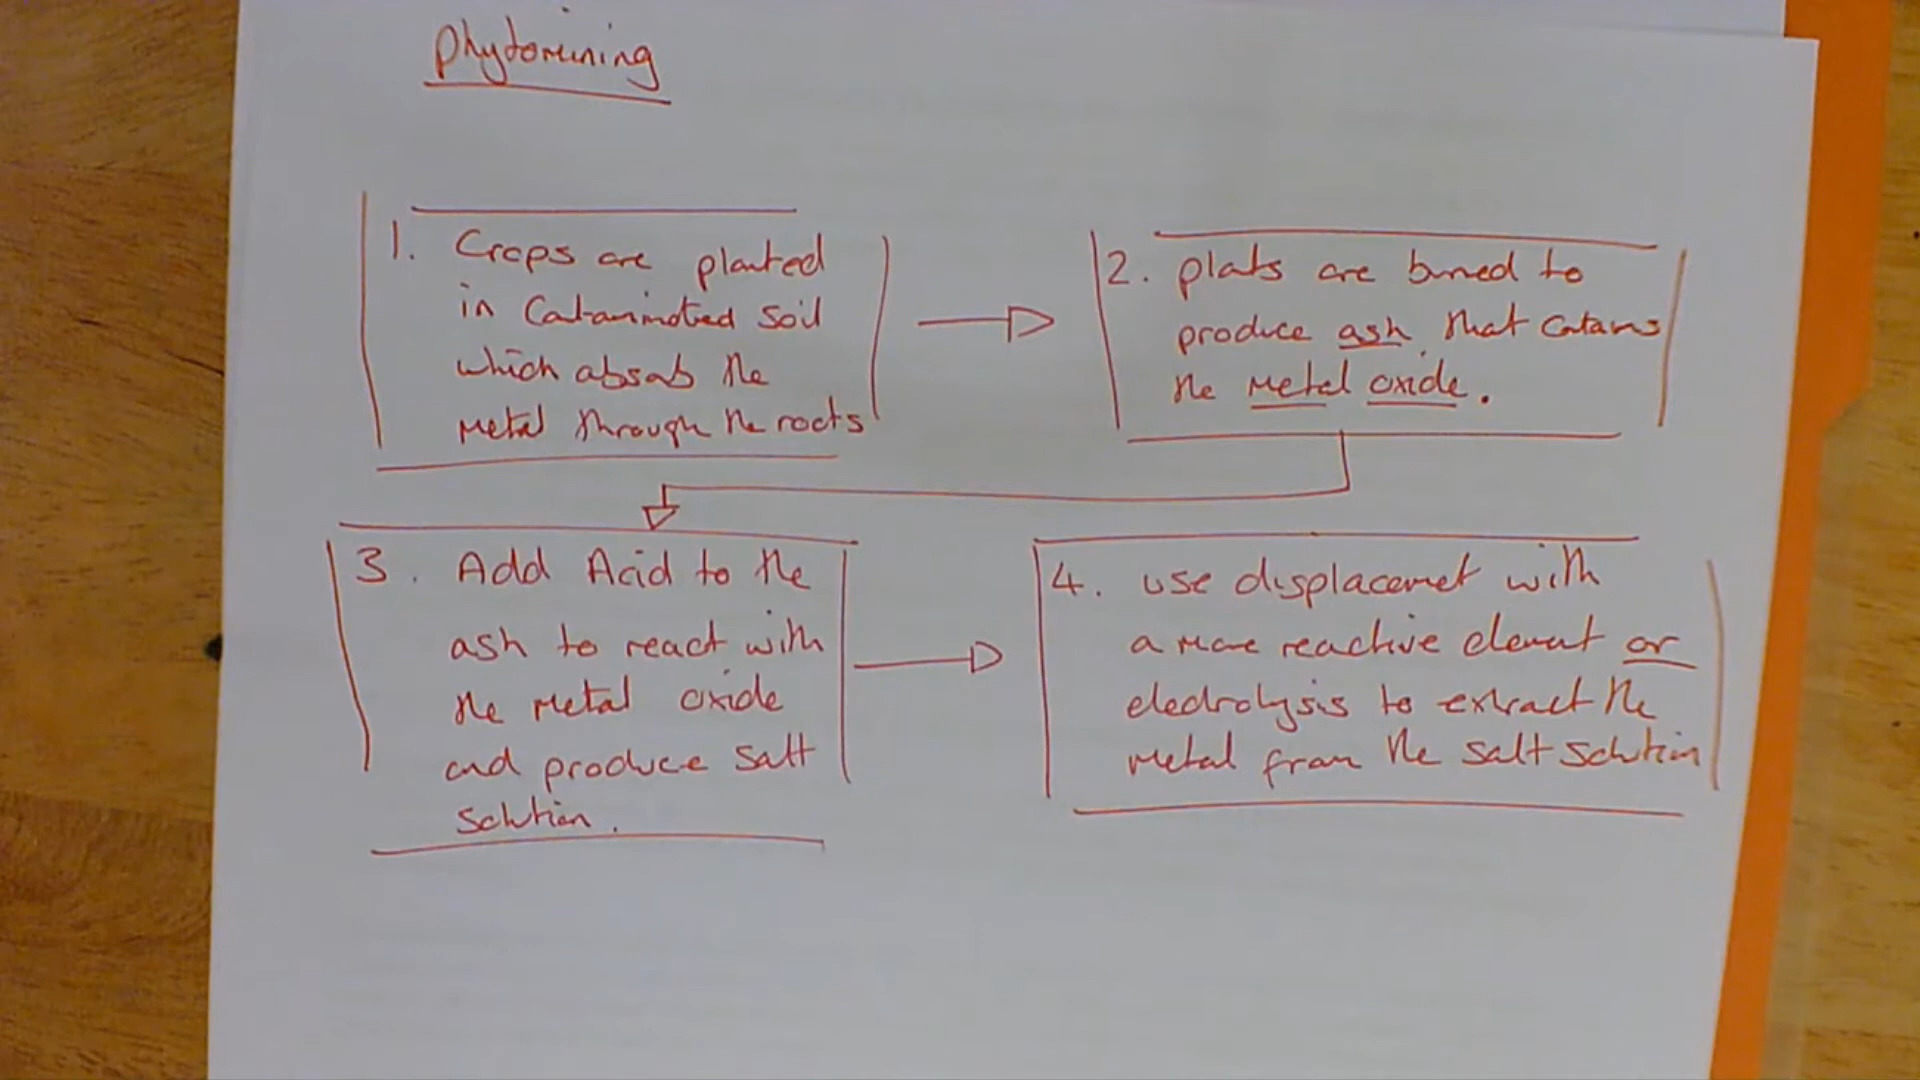 Phytomining
1. Crops are planted
in Contaminated soil
which absorb the
metal through the roots
2. plants are burned to
produce ash that contains
the metal oxide.
3. Add Acid to the
ash to react with
the metal oxide
and produce salt
solution.
4. use displacement with
a more reactive element or
electrolysis to extract the
metal from the salt solution